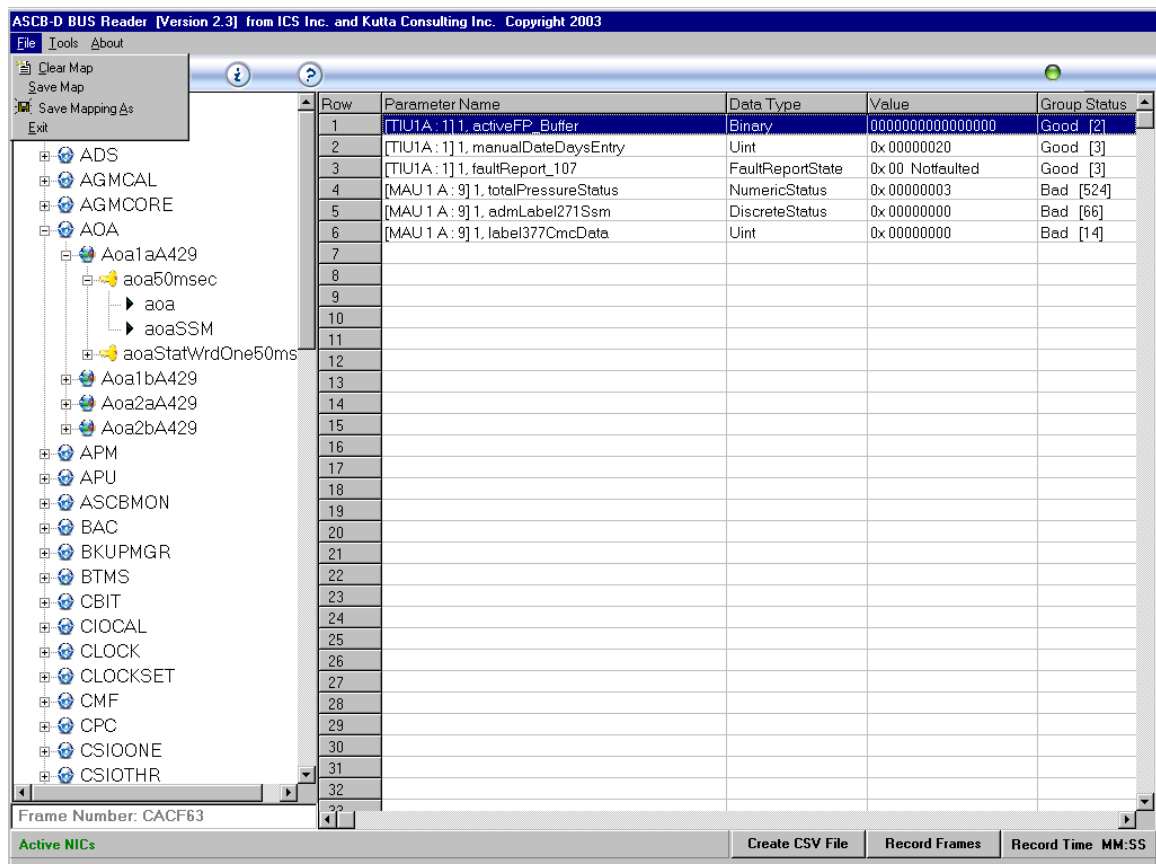 ASCB-D BUS Reader [Version 2.3] from ICS Inc. and Kutta Consulting Inc. Copyright 2003
File Tools About
Clear Map
Save Map
Save Mapping As
Exit
ADS
AGMCAL
AGMCORE
AOA
Aoa1aA429
aoa50msec
aoa
aoaSSM
aoaStatWrdOne50ms
Aoa1bA429
Aoa2aA429
Aoa2bA429
APM
APU
ASCBMON
BAC
BKUPMGR
BTMS
CBIT
CIOCAL
CLOCK
CLOCKSET
CMF
CPC
CSIOONE
CSIOTHR
Frame Number: CACF63
Row Parameter Name Data Type Value Group Status
1 [TIU1A : 1] 1, activeFP_Buffer Binary 0000000000000000 Good [2]
2 [TIU1A : 1] 1, manualDateDaysEntry Uint 0x 00000020 Good [3]
3 [TIU1A : 1] 1, faultReport_107 FaultReportState 0x 00 Notfaulted Good [3]
4 [MAU 1 A : 9] 1, totalPressureStatus NumericStatus 0x 00000003 Bad [524]
5 [MAU 1 A : 9] 1, admLabel271Ssm DiscreteStatus 0x 00000000 Bad [66]
6 [MAU 1 A : 9] 1, label377CmcData Uint 0x 00000000 Bad [14]
7
8
9
10
11
12
13
14
15
16
17
18
19
20
21
22
23
24
25
26
27
28
29
30
31
32
33
Active NICs Create CSV File Record Frames Record Time MM:SS